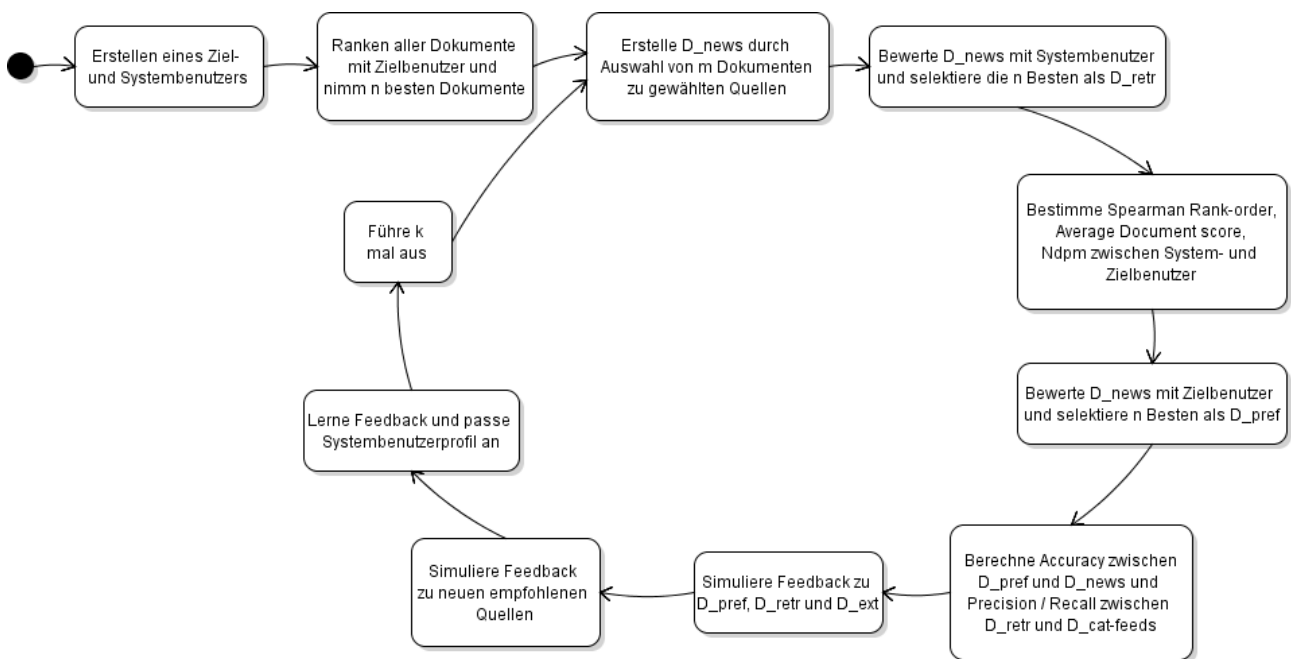 Erstellen eines Ziel-
und Systembenutzers
Ranken aller Dokumente
mit Zielbenutzer und
nimm n besten Dokumente
Erstelle D_news durch
Auswahl von m Dokumenten
zu gewählten Quellen
Bewerte D_news mit Systembenutzer
und selektiere die n Besten als D_retr
Bestimme Spearman Rank-order,
Average Document score,
Ndpm zwischen System- und
Zielbenutzer
Bewerte D_news mit Zielbenutzer
und selektiere n Besten als D_pref
Berechne Accuracy zwischen
D_pref und D_news und
Precision / Recall zwischen
D_retr und D_cat-feeds
Simuliere Feedback zu
D_pref, D_retr und D_ext
Simuliere Feedback
zu neuen empfohlenen
Quellen
Lerne Feedback und passe
Systembenutzerprofil an
Führe k
mal aus